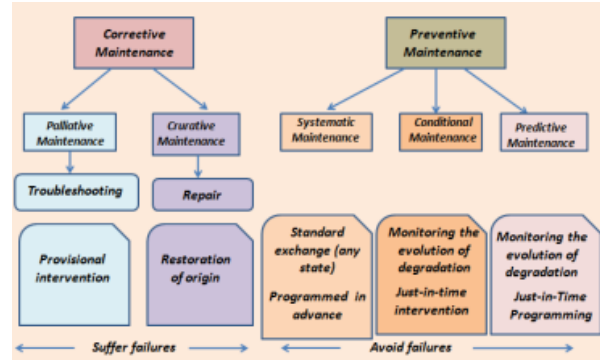 Corrective
Maintenance
Preventive
Maintenance
Palliative
Maintenance
Crurative
Maintenance
Systematic
Maintenance
Conditional
Maintenance
Predictive
Maintenance
Troubleshooting
Repair
Provisional
intervention
Restoration
of origin
Standard
exchange (any
state)
Programmed in
advance
Monitoring the
evolution of
degradation
Just-in-time
intervention
Monitoring the
evolution of
degradation
Just-in-Time
Programming
Suffer failures
Avoid failures